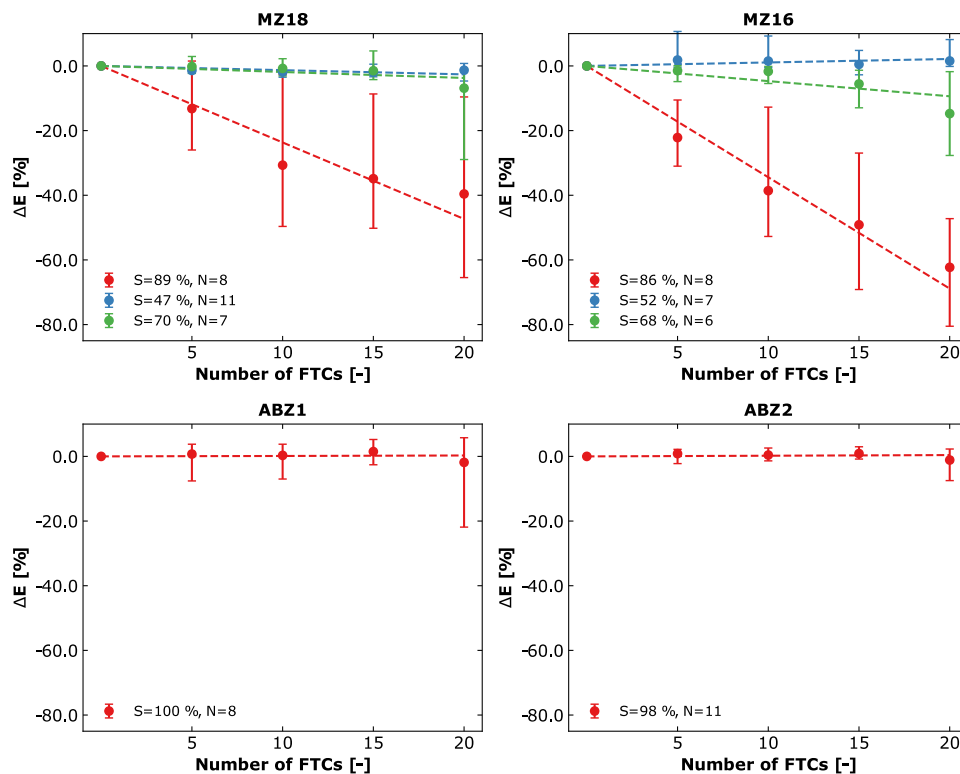 MZ18
0.0
-20.0
-40.0
-60.0
-80.0
ΔE [%]
S=89 %, N=8
S=47 %, N=11
S=70 %, N=7
5 10 15 20
Number of FTCs [-]
MZ16
0.0
-20.0
-40.0
-60.0
-80.0
ΔE [%]
S=86 %, N=8
S=52 %, N=7
S=68 %, N=6
5 10 15 20
Number of FTCs [-]
ABZ1
0.0
-20.0
-40.0
-60.0
-80.0
ΔE [%]
S=100 %, N=8
5 10 15 20
Number of FTCs [-]
ABZ2
0.0
-20.0
-40.0
-60.0
-80.0
ΔE [%]
S=98 %, N=11
5 10 15 20
Number of FTCs [-]